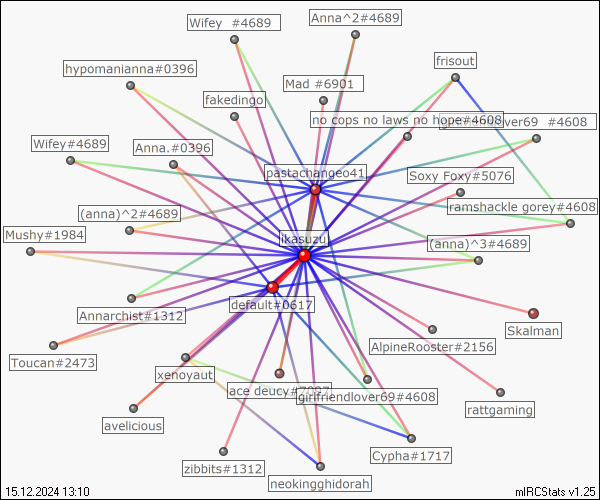 Wifey  #4689
Anna^2#4689
frisout
hypomanianna#0396
Mad #6901
fakedingo
no cops no laws no hope#4608
over69  #4608
Wifey#4689
Anna.#0396
pastachangeo41
Soxy Foxy#5076
(anna)^2#4689
ramshackle gorey#4608
Mushy#1984
ikasuzu
(anna)^3#4689
default#0617
Annarchist#1312
Skalman
AlpineRooster#2156
Toucan#2473
xenoyaut
ace deucy
girlfriendlover69#4608
rattgaming
avelicious
Cypha#1717
zibbits#1312
neokingghidorah
15.12.2024 13:10
mIRCStats v1.25